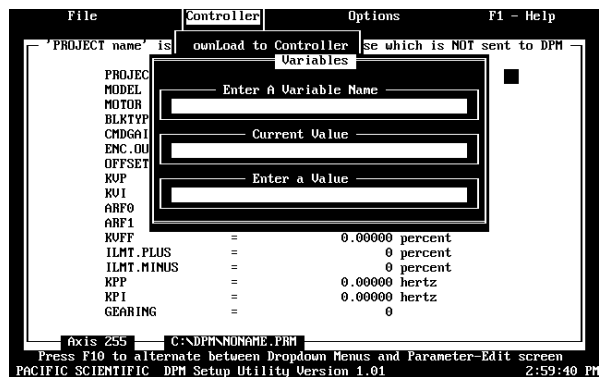 File Controller Options F1 - Help
'PROJECT name' is ownLoad to Controller se which is NOT sent to DPM
Variables
PROJEC
MODEL Enter A Variable Name
MOTOR
BLKTYP
CMDGAI Current Value
ENC.OU
OFFSET
KVP Enter a Value
KVI
ARF0
ARF1
KVFF = 0.00000 percent
ILMT.PLUS = 0 percent
ILMT.MINUS = 0 percent
KPP = 0.00000 hertz
KPI = 0.00000 hertz
GEARING = 0
Axis 255 C:\DPM\NONAME.PRM
Press F10 to alternate between Dropdown Menus and Parameter-Edit screen
PACIFIC SCIENTIFIC DPM Setup Utility Version 1.01 2:59:40 PM